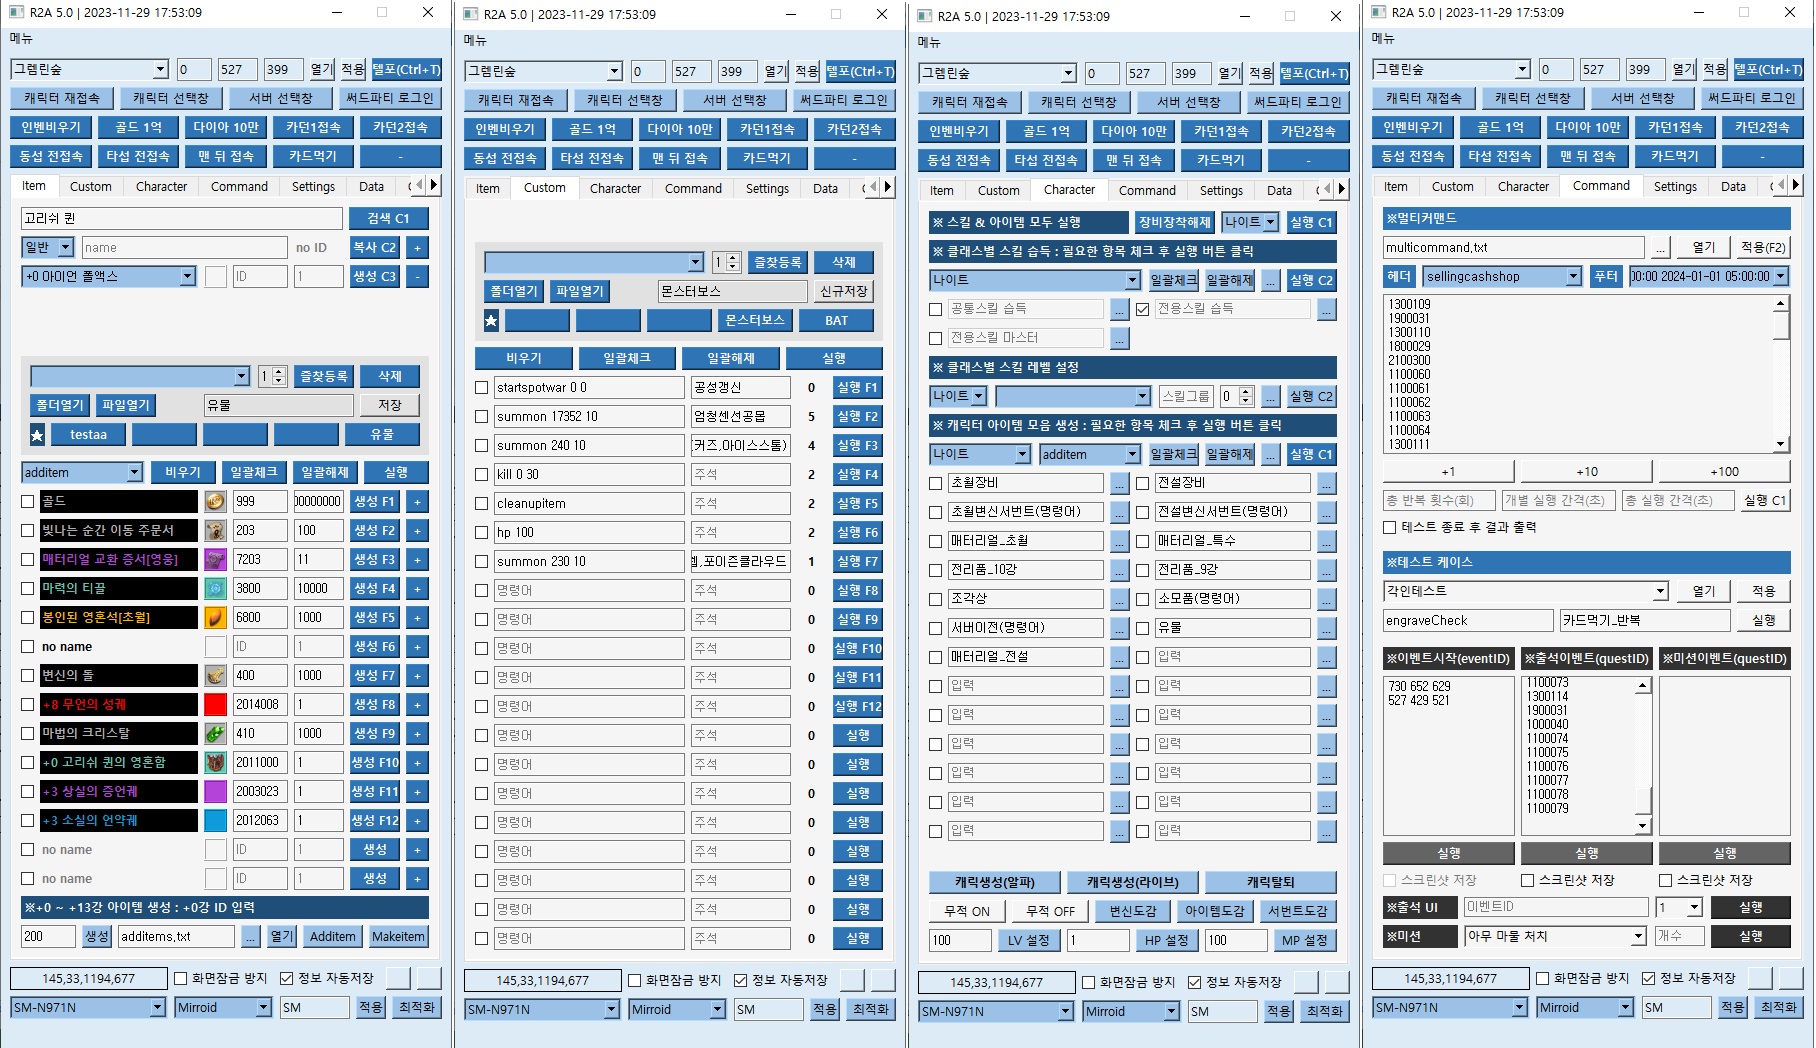 R2A 5.0 | 2023-11-29 17:53:09
메뉴
그렘린숲 0 527 399 열기 적용 텔포(Ctrl+T)
캐릭터 재접속 캐릭터 선택창 서버 선택창 써드파티 로그인
인벤비우기 골드 1억 다이아 10만 카던1접속 카던2접속
동섭 전접속 타섭 전접속 맨 뒤 접속 카드먹기 -
Item Custom Character Command Settings Data
고리쉬 퀸 검색 C1
일반 name no ID 복사 C2 +
+0 아이언 폴액스 ID 1 생성 C3 -
1 즐찾등록 삭제
폴더열기 파일열기 유물 저장
★ testaa 유물
additem 비우기 일괄체크 일괄해제 실행
골드 999 00000000 생성 F1 +
빛나는 순간 이동 주문서 203 100 생성 F2 +
매터리얼 교환 증서[영웅] 7203 11 생성 F3 +
마력의 티끌 3800 10000 생성 F4 +
봉인된 영혼석[초월] 6800 1000 생성 F5 +
no name ID 1 생성 F6 +
변신의 돌 400 1000 생성 F7 +
+8 무언의 성궤 2014008 1 생성 F8 +
마법의 크리스탈 410 1000 생성 F9 +
+0 고리쉬 퀸의 영혼함 2011000 1 생성 F10 +
+3 상실의 증언궤 2003023 1 생성 F11 +
+3 소실의 언약궤 2012063 1 생성 F12 +
no name ID 1 생성 +
no name ID 1 생성 +
※+0 ~ +13강 아이템 생성 : +0강 ID 입력
200 생성 additems,txt ... 열기 Additem Makeitem
145,33,1194,677 화면잠금 방지 정보 자동저장
SM-N971N Mirroid SM 적용 최적화
R2A 5.0 | 2023-11-29 17:53:09
메뉴
그렘린숲 0 527 399 열기 적용 텔포(Ctrl+T)
캐릭터 재접속 캐릭터 선택창 서버 선택창 써드파티 로그인
인벤비우기 골드 1억 다이아 10만 카던1접속 카던2접속
동섭 전접속 타섭 전접속 맨 뒤 접속 카드먹기 -
Item Custom Character Command Settings Data
1 즐찾등록 삭제
폴더열기 파일열기 몬스터보스 신규저장
★ 몬스터보스 BAT
비우기 일괄체크 일괄해제 실행
startspotwar 0 0 공성갱신 0 실행 F1
summon 17352 10 엄청센선공몹 5 실행 F2
summon 240 10 커즈,아이스스톰) 4 실행 F3
kill 0 30 주석 2 실행 F4
cleanupitem 주석 2 실행 F5
hp 100 주석 2 실행 F6
summon 230 10 ,포이즌클라우드 1 실행 F7
명령어 주석 0 실행 F8
명령어 주석 0 실행 F9
명령어 주석 0 실행 F10
명령어 주석 0 실행 F11
명령어 주석 0 실행 F12
명령어 주석 0 실행
명령어 주석 0 실행
명령어 주석 0 실행
명령어 주석 0 실행
명령어 주석 0 실행
명령어 주석 0 실행
명령어 주석 0 실행
명령어 주석 0 실행
145,33,1194,677 화면잠금 방지 정보 자동저장
SM-N971N Mirroid SM 적용 최적화
R2A 5.0 | 2023-11-29 17:53:09
메뉴
그렘린숲 0 527 399 열기 적용 텔포(Ctrl+T)
캐릭터 재접속 캐릭터 선택창 서버 선택창 써드파티 로그인
인벤비우기 골드 1억 다이아 10만 카던1접속 카던2접속
동섭 전접속 타섭 전접속 맨 뒤 접속 카드먹기 -
Item Custom Character Command Settings Data
※ 스킬 & 아이템 모두 실행 장비장착해제 나이트 실행 C1
※ 클래스별 스킬 습득 : 필요한 항목 체크 후 실행 버튼 클릭
나이트 일괄체크 일괄해제 ... 실행 C2
공통스킬 습득 ... 전용스킬 습득 ...
전용스킬 마스터 ...
※ 클래스별 스킬 레벨 설정
나이트 스킬그룹 0 ... 실행 C2
※ 캐릭터 아이템 모음 생성 : 필요한 항목 체크 후 실행 버튼 클릭
나이트 additem 일괄체크 일괄해제 ... 실행 C1
초월장비 ... 전설장비 ...
초월변신서번트(명령어) ... 전설변신서번트(명령어) ...
매터리얼_초월 ... 매터리얼_특수 ...
전리품_10강 ... 전리품_9강 ...
조각상 ... 소모품(명령어) ...
서버이전(명령어) ... 유물 ...
매터리얼_전설 ... 입력 ...
입력 ... 입력 ...
입력 ... 입력 ...
입력 ... 입력 ...
입력 ... 입력 ...
입력 ... 입력 ...
입력 ... 입력 ...
캐릭생성(알파) 캐릭생성(라이브) 캐릭탈퇴
무적 ON 무적 OFF 변신도감 아이템도감 서번트도감
100 LV 설정 1 HP 설정 100 MP 설정
145,33,1194,677 화면잠금 방지 정보 자동저장
SM-N971N Mirroid SM 적용 최적화
R2A 5.0 | 2023-11-29 17:53:09
메뉴
그렘린숲 0 527 399 열기 적용 텔포(Ctrl+T)
캐릭터 재접속 캐릭터 선택창 서버 선택창 써드파티 로그인
인벤비우기 골드 1억 다이아 10만 카던1접속 카던2접속
동섭 전접속 타섭 전접속 맨 뒤 접속 카드먹기 -
Item Custom Character Command Settings Data
※멀티커맨드
multicommand,txt ... 열기 적용(F2)
헤더 sellingcashshop 푸터 00:00 2024-01-01 05:00:00
1300109
1900031
1300110
1800029
2100300
1100060
1100061
1100062
1100063
1100064
1300111
+1 +10 +100
총 반복 횟수(회) 개별 실행 간격(초) 총 실행 간격(초) 실행 C1
테스트 종료 후 결과 출력
※테스트 케이스
각인테스트 열기 적용
engraveCheck 카드먹기_반복 실행
※이벤트시작(eventID) ※출석이벤트(questID) ※미션이벤트(questID)
730 652 629
527 429 521
1100073
1300114
1900031
1000040
1100074
1100075
1100076
1100077
1100078
1100079
실행 실행 실행
스크린샷 저장 스크린샷 저장 스크린샷 저장
※출석 UI 이벤트ID 1 실행
※미션 아무 마물 처치 개수 실행
145,33,1194,677 화면잠금 방지 정보 자동저장
SM-N971N Mirroid SM 적용 최적화